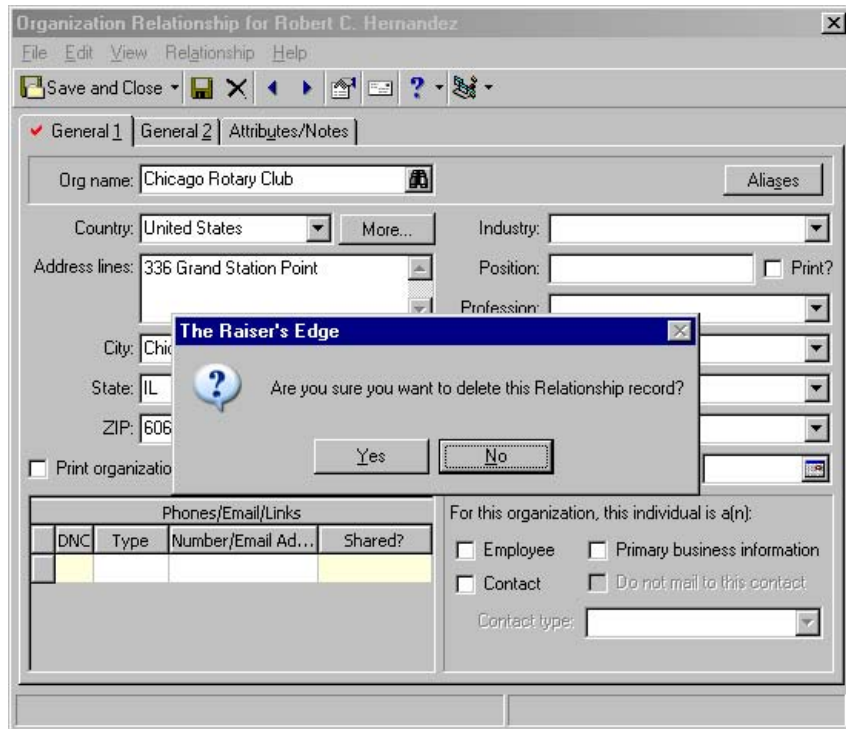 Organization Relationship for Robert C. Hernandez
File Edit View Relationship Help
Save and Close
General 1 General 2 Attributes/Notes
Org name: Chicago Rotary Club Aliases
Country: United States More... Industry:
Address lines: 336 Grand Station Point Position: Print?
Profession:
The Raiser's Edge
City:
Are you sure you want to delete this Relationship record?
State: IL
ZIP: 606
Yes No
Print organizatio
Phones/Email/Links For this organization, this individual is a(n):
DNC Type Number/Email Ad... Shared? Employee Primary business information
Contact Do not mail to this contact
Contact type: